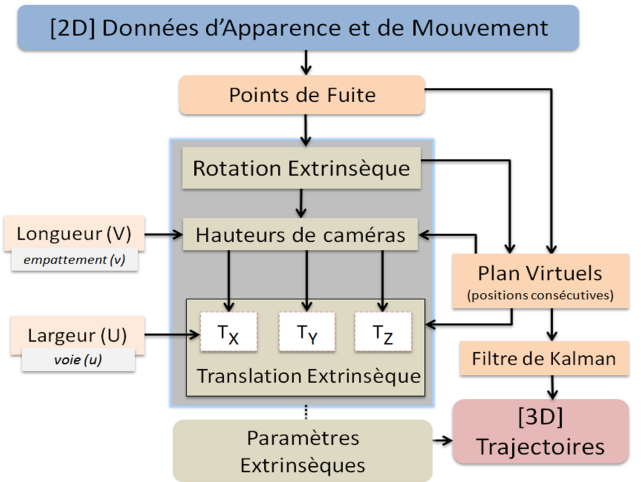 [2D] Données d'Apparence et de Mouvement
Points de Fuite
Rotation Extrinsèque
Longueur (V)
empattement (v)
Hauteurs de caméras
Plan Virtuels
(positions consécutives)
Largeur (U)
voie (u)
TX
TY
TZ
Translation Extrinsèque
Filtre de Kalman
Paramètres
Extrinsèques
[3D]
Trajectoires